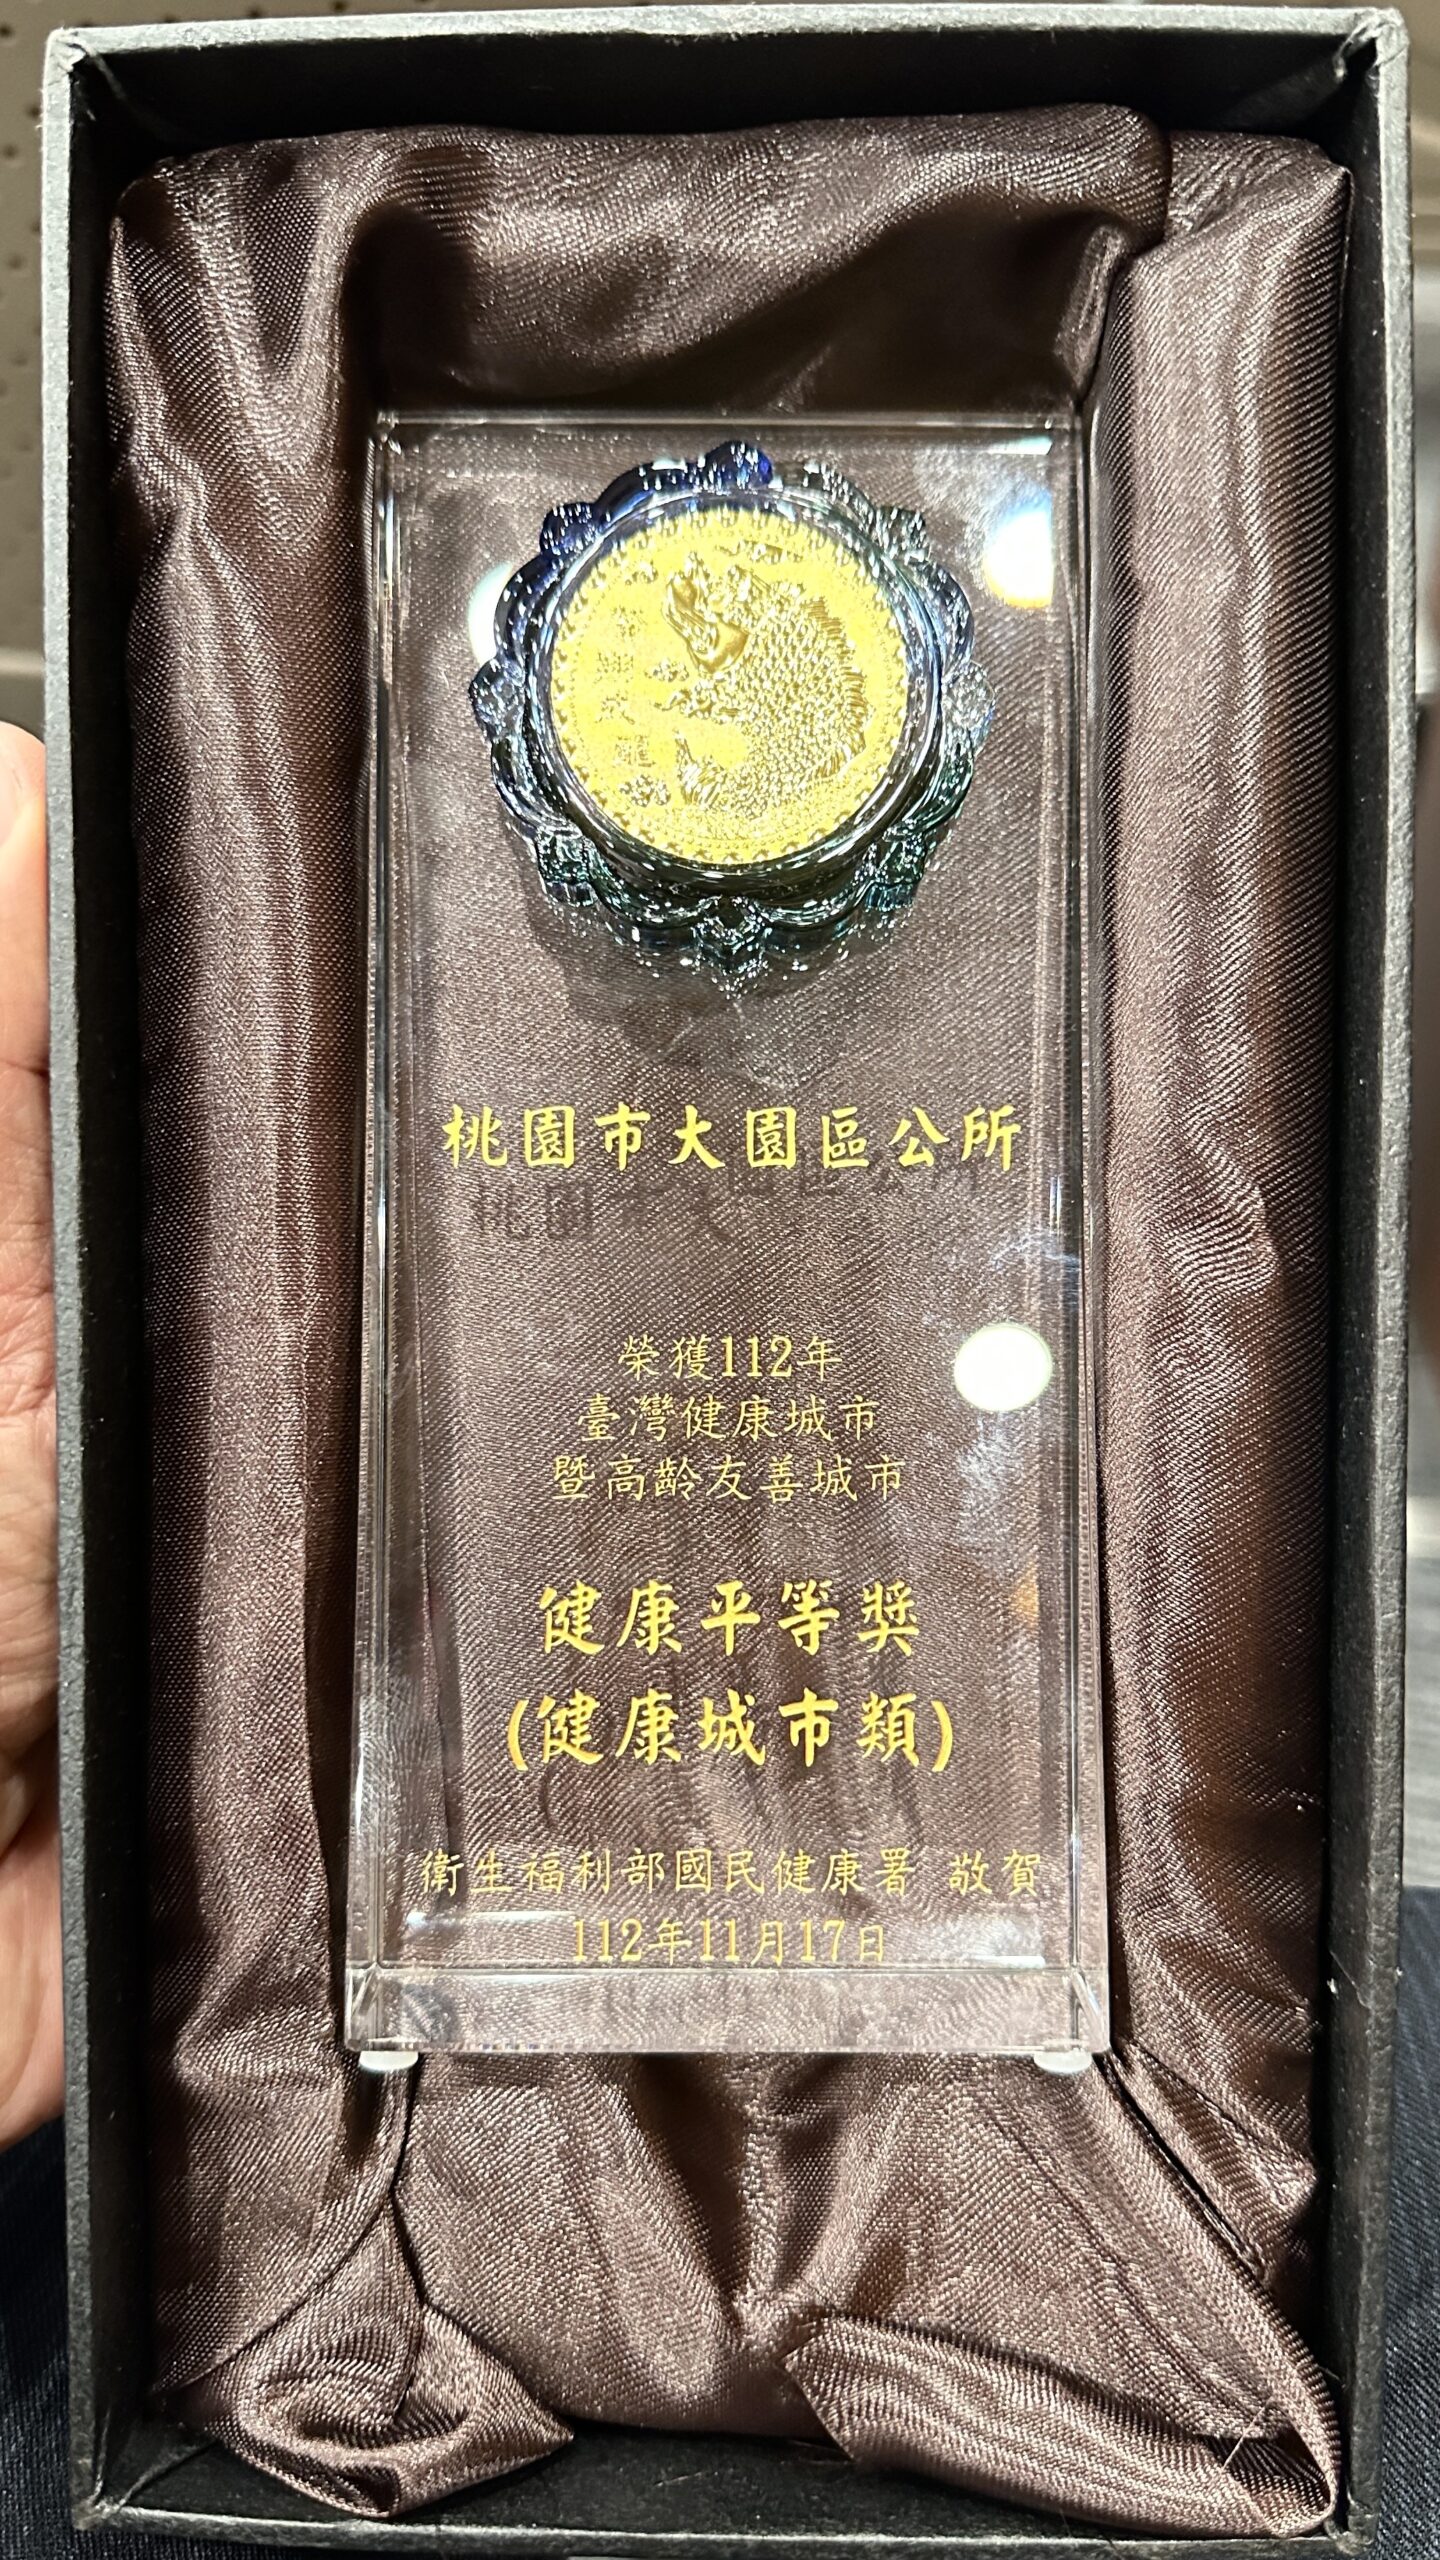 桃園市大園區公所
榮獲112年
臺灣健康城市
暨高齡友善城市
健康平等獎
(健康城市類)
衛生福利部國民健康署 敬賀
112年11月17日